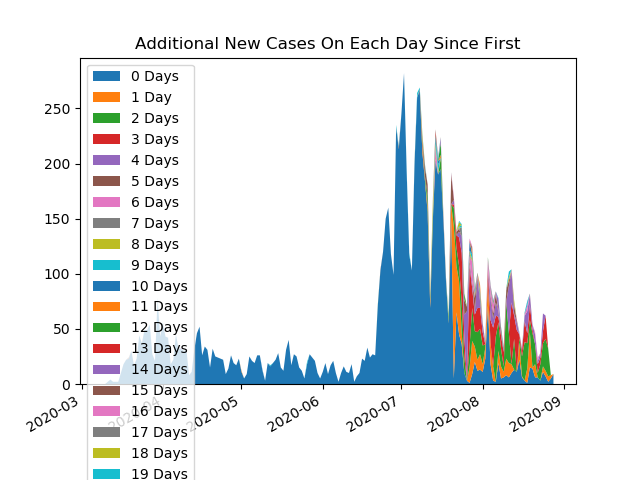 Additional New Cases On Each Day Since First
250
200
150
100
50
0
0 Days
1 Day
2 Days
3 Days
4 Days
5 Days
6 Days
7 Days
8 Days
9 Days
10 Days
11 Days
12 Days
13 Days
14 Days
15 Days
16 Days
17 Days
18 Days
19 Days
2020-03
2020-04
2020-05
2020-06
2020-07
2020-08
2020-09